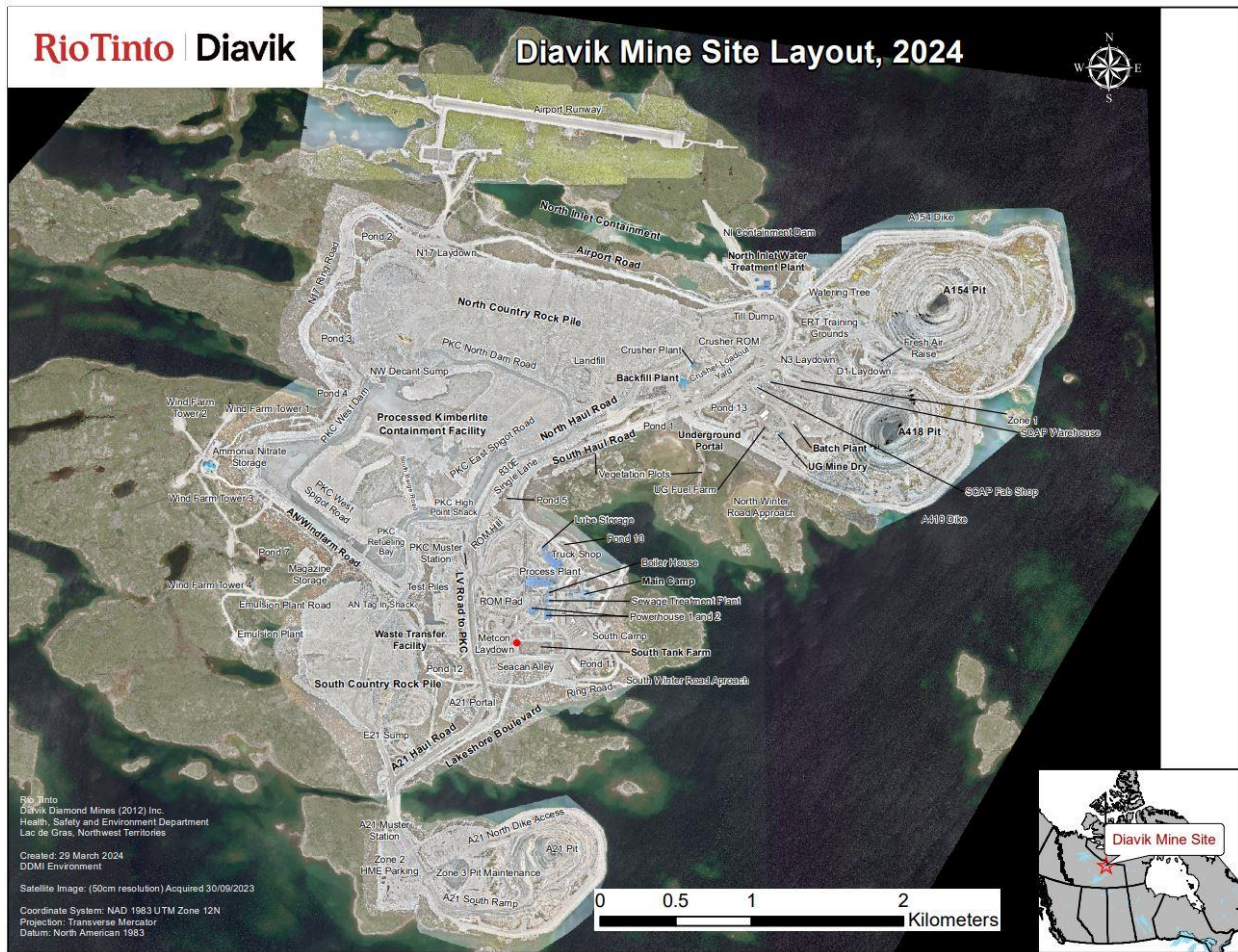 RioTinto | Diavik
Diavik Mine Site Layout, 2024
N
W E
S
Airport Runway
North Inlet Containment
A154 Dike
NI Containment Dam
Pond 2
N17 Laydown
Airport Road
North Inlet Water
Treatment Plant
N17 Ring Road
Watering Tree
A154 Pit
North Country Rock Pile
Till Dump
ERT Training
Grounds
Pond 3
Crusher ROM
Fresh Air
Raise
PKC North Dam Road
Crusher Plant
Landfill
N3 Laydown
D1 Laydown
NW Decant Sump
Backfill Plant
Crusher Loadout
Yard
Pond 4
Wind Farm
Tower 2
Wind Farm Tower 1
PKC West Dam
Processed Kimberlite
Containment Facility
North Haul Road
Pond 13
Pond 1
Zone 1
SCAP Warehouse
A418 Pit
South Haul Road
Underground
Portal
Batch Plant
Ammonia Nitrate
Storage
PKC East Spigot Road
830E
Single Lane
UG Mine Dry
Vegetation Plots
UG Fuel Farm
SCAP Fab Shop
Wind Farm Tower 3
PKC West
Spigot Road
PKC High
Point Shack
Pond 5
North Winter
Road Approach
A418 Dike
AN/Windfarm Road
Lube Storage
PKC
Refueling
Bay
ROM Hill
Pond 10
PKC Muster
Station
Truck Shop
Pond 7
Boiler House
Magazine
Storage
Process Plant
Main Camp
Wind Farm Tower 4
Test Piles
LV Road to PKC
Emulsion Plant Road
AN Tag In Shack
ROM Pad
Sewage Treatment Plant
Powerhouse 1 and 2
Emulsion Plant
Waste Transfer
Facility
Metcon
Laydown
South Camp
South Tank Farm
Pond 12
Seacan Alley
Pond 11
South Country Rock Pile
South Winter Road Aproach
Ring Road
A21 Portal
E21 Sump
A21 Haul Road
Lakeshore Boulevard
Rio Tinto
Diavik Diamond Mines (2012) Inc.
Health, Safety and Environment Department
Lac de Gras, Northwest Territories
Created: 29 March 2024
DDMI Environment
Satellite Image: (50cm resolution) Acquired 30/09/2023
Coordinate System: NAD 1983 UTM Zone 12N
Projection: Transverse Mercator
Datum: North American 1983
A21 Muster
Station
A21 North Dike Access
A21 Pit
Zone 2
HME Parking
Zone 3 Pit Maintenance
A21 South Ramp
0 0.5 1 2
Kilometers
Diavik Mine Site